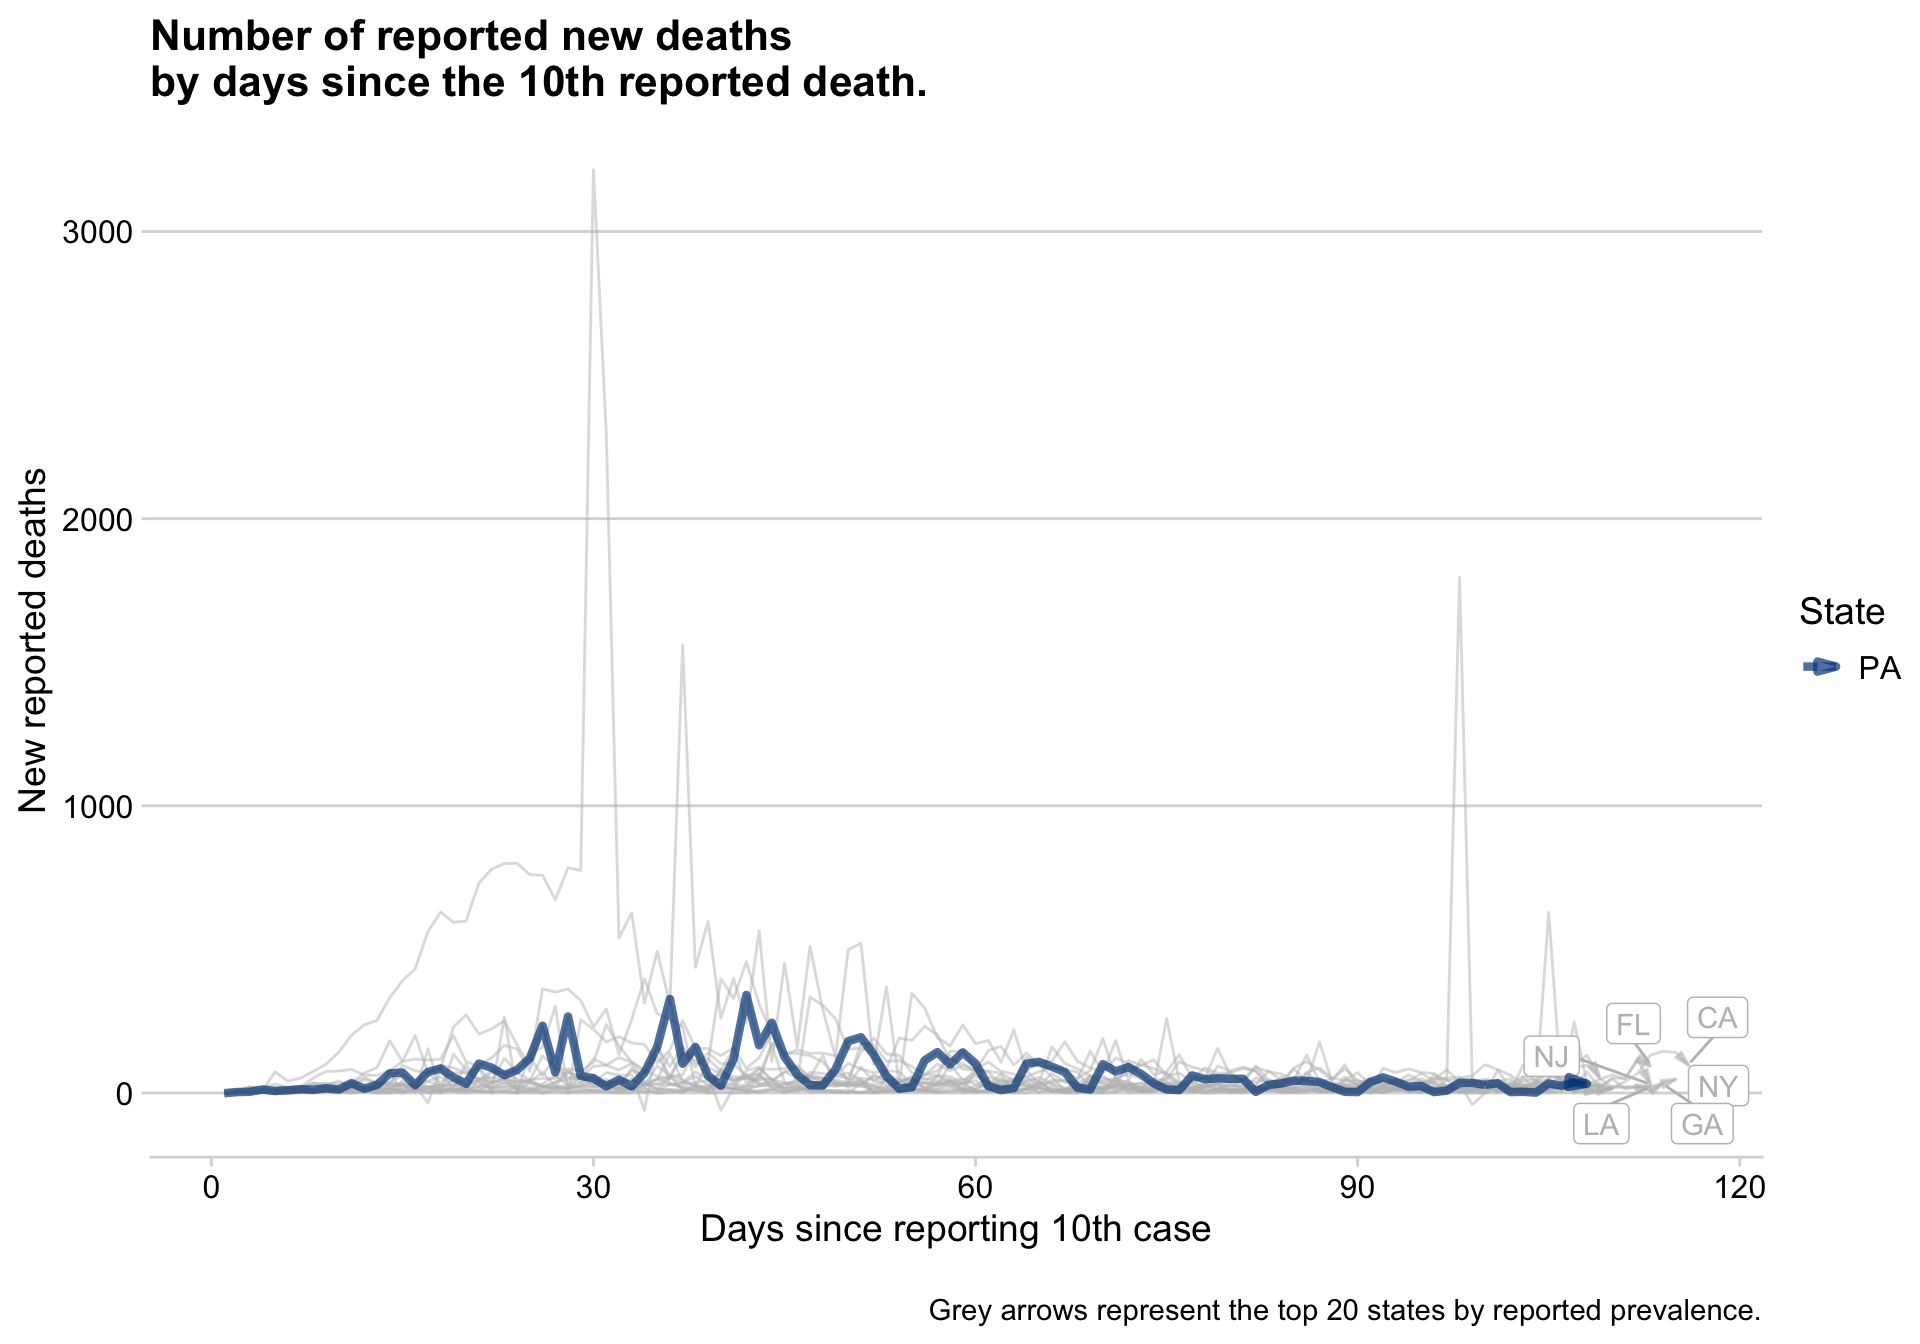 Number of reported new deaths
by days since the 10th reported death.
New reported deaths
3000
2000
1000
0
0
30
60
90
120
Days since reporting 10th case
NJ
FL
CA
NY
LA
GA
State
PA
Grey arrows represent the top 20 states by reported prevalence.